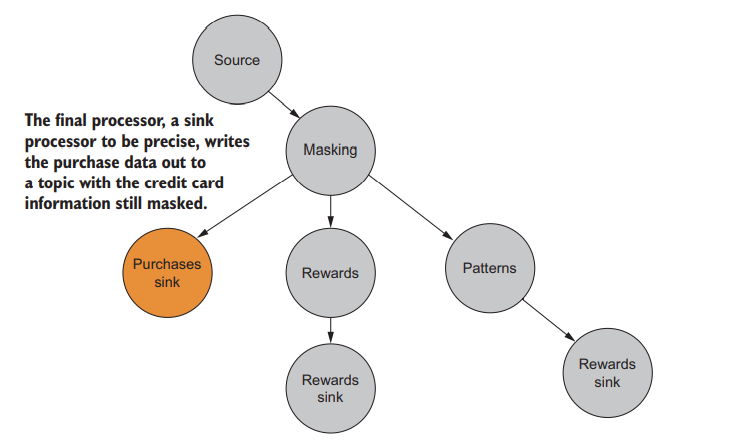 Source
The final processor, a sink
processor to be precise, writes
the purchase data out to
a topic with the credit card
information still masked.
Masking
Purchases
sink
Rewards
Patterns
Rewards
sink
Rewards
sink